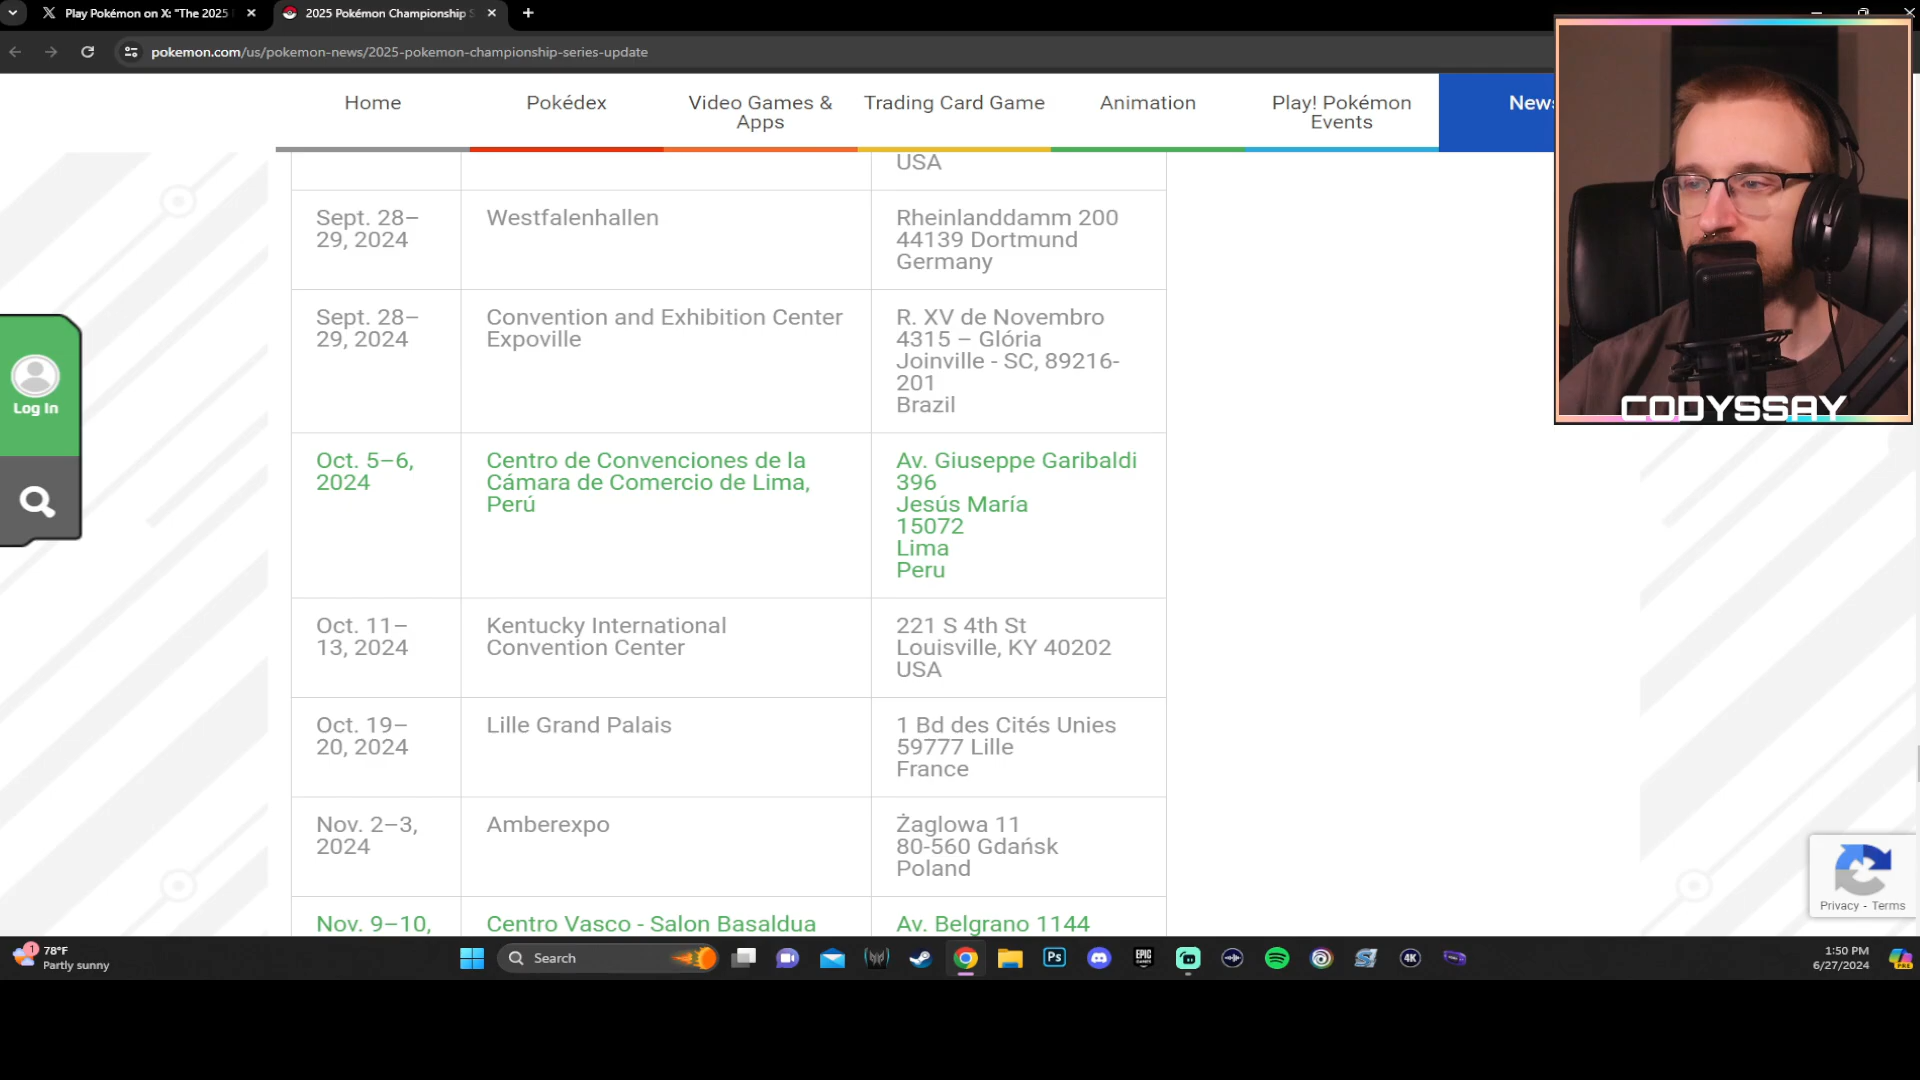 Play Pokémon on X: "The 2025
2025 Pokémon Championship S
pokemon.com/us/pokemon-news/2025-pokemon-championship-series-update
Home
Pokédex
Video Games &
Apps
Trading Card Game
Animation
Play! Pokémon
Events
News
USA
Sept. 28–
29, 2024
Westfalenhallen
Rheinlanddamm 200
44139 Dortmund
Germany
Sept. 28–
29, 2024
Convention and Exhibition Center
Expoville
R. XV de Novembro
4315 – Glória
Joinville - SC, 89216-
201
Brazil
Oct. 5–6,
2024
Centro de Convenciones de la
Cámara de Comercio de Lima,
Perú
Av. Giuseppe Garibaldi
396
Jesús María
15072
Lima
Peru
Oct. 11–
13, 2024
Kentucky International
Convention Center
221 S 4th St
Louisville, KY 40202
USA
Oct. 19–
20, 2024
Lille Grand Palais
1 Bd des Cités Unies
59777 Lille
France
Nov. 2–3,
2024
Amberexpo
Żaglowa 11
80-560 Gdańsk
Poland
Nov. 9–10,
Centro Vasco - Salon Basaldua
Av. Belgrano 1144
Log In
CODYSSAY
Privacy - Terms
1
78°F
Partly sunny
Search
Ps
EPIC
GAMES
4K
1:50 PM
6/27/2024
PRE